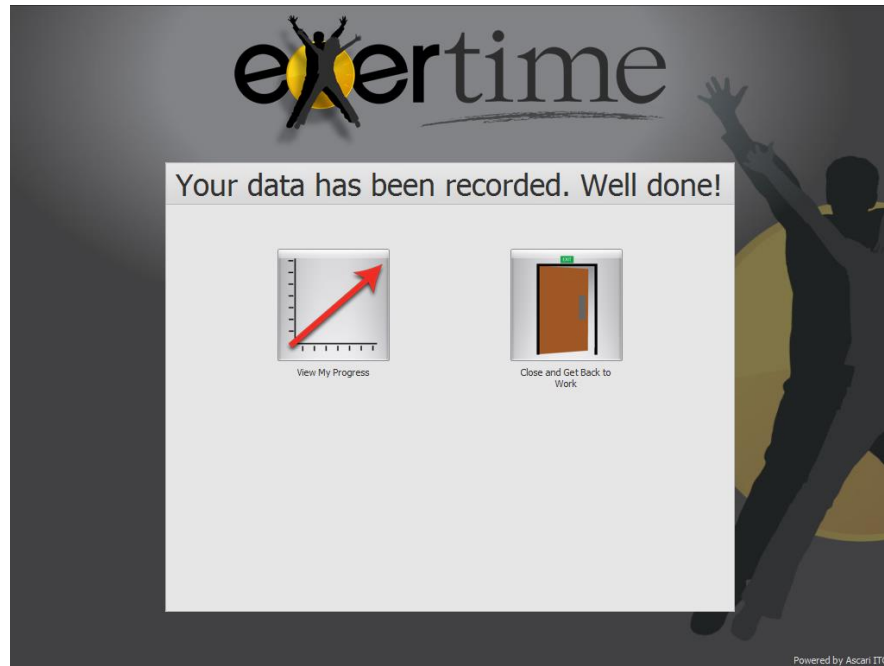 exertime
Your data has been recorded. Well done!
EXIT
View My Progress
Close and Get Back to
Work
Powered by Ascari IT